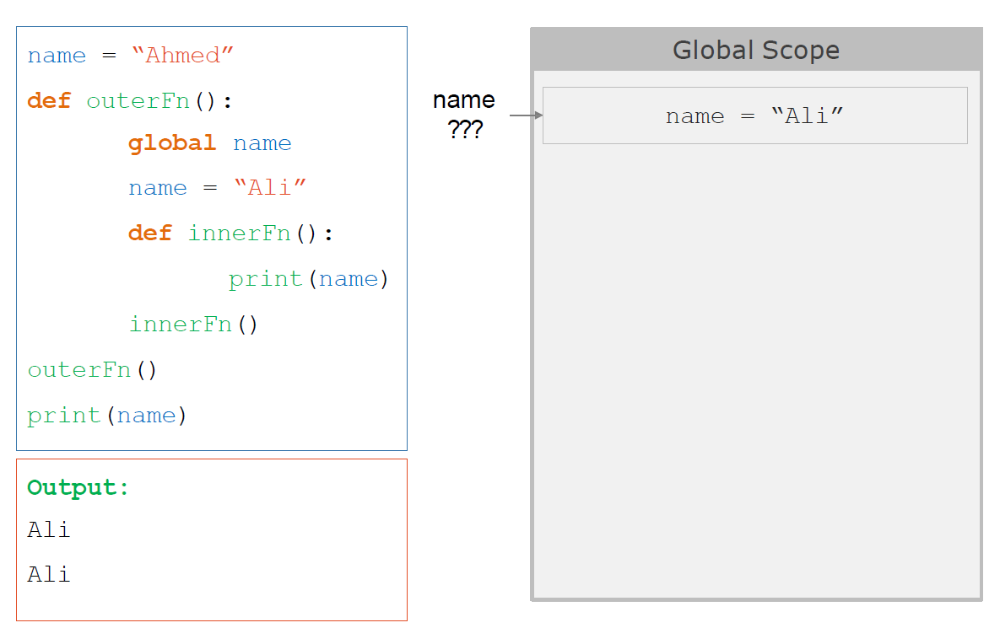 name = “Ahmed”
def outerFn():
global name
name = “Ali”
def innerFn():
print(name)
innerFn()
outerFn()
print(name)
Output:
Ali
Ali
name
???
Global Scope
name = “Ali”